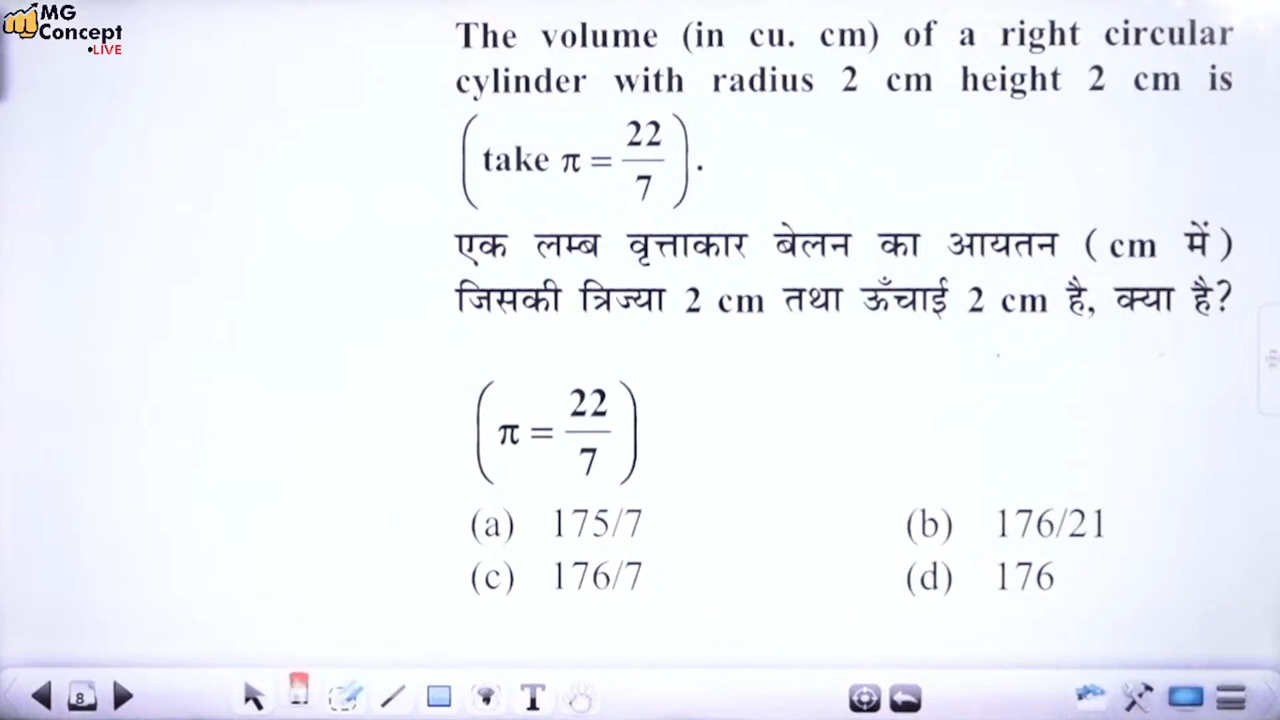 MG
Concept
•LIVE
The volume (in cu. cm) of a right circular
cylinder with radius 2 cm height 2 cm is
(take π = 22/7).
एक लम्ब वृत्ताकार बेलन का आयतन ( cm में )
जिसकी त्रिज्या 2 cm तथा ऊँचाई 2 cm है, क्या है?
(π = 22/7)
(a) 175/7 (b) 176/21
(c) 176/7 (d) 176
8 T